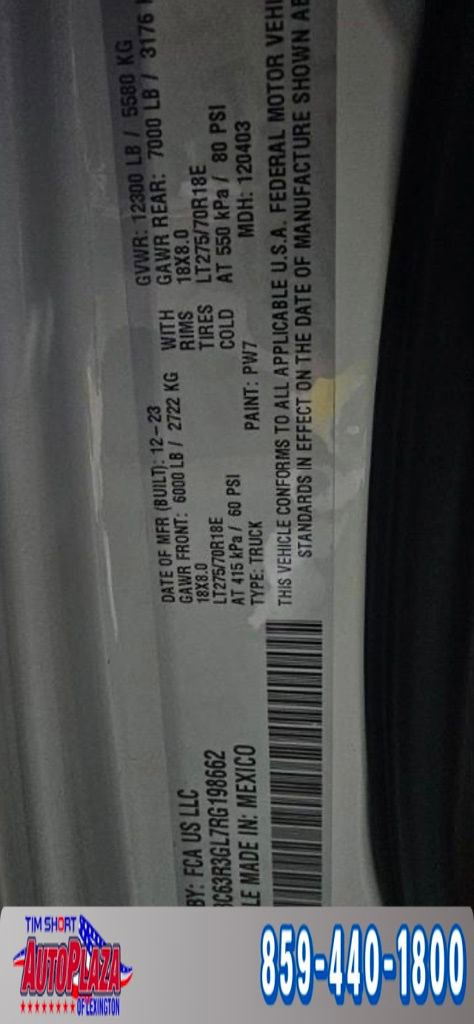 BY: FCA US LLC
DATE OF MFR (BUILT): 12-23
GVWR: 12300 LB / 5580 KG
GAWR FRONT: 6000 LB / 2722 KG WITH
GAWR REAR: 7000 LB / 3176
18X8.0 RIMS 18X8.0
LT275/70R18E TIRES LT275/70R18E
AT 415 kPa / 60 PSI COLD AT 550 kPa / 80 PSI
C63R3GL7RG198662
TYPE: TRUCK PAINT: PW7 MDH: 120403
LE MADE IN: MEXICO
THIS VEHICLE CONFORMS TO ALL APPLICABLE U.S.A. FEDERAL MOTOR VEHI
STANDARDS IN EFFECT ON THE DATE OF MANUFACTURE SHOWN AB
TIM SHORT
AUTOPLAZA
OF LEXINGTON
859-440-1800